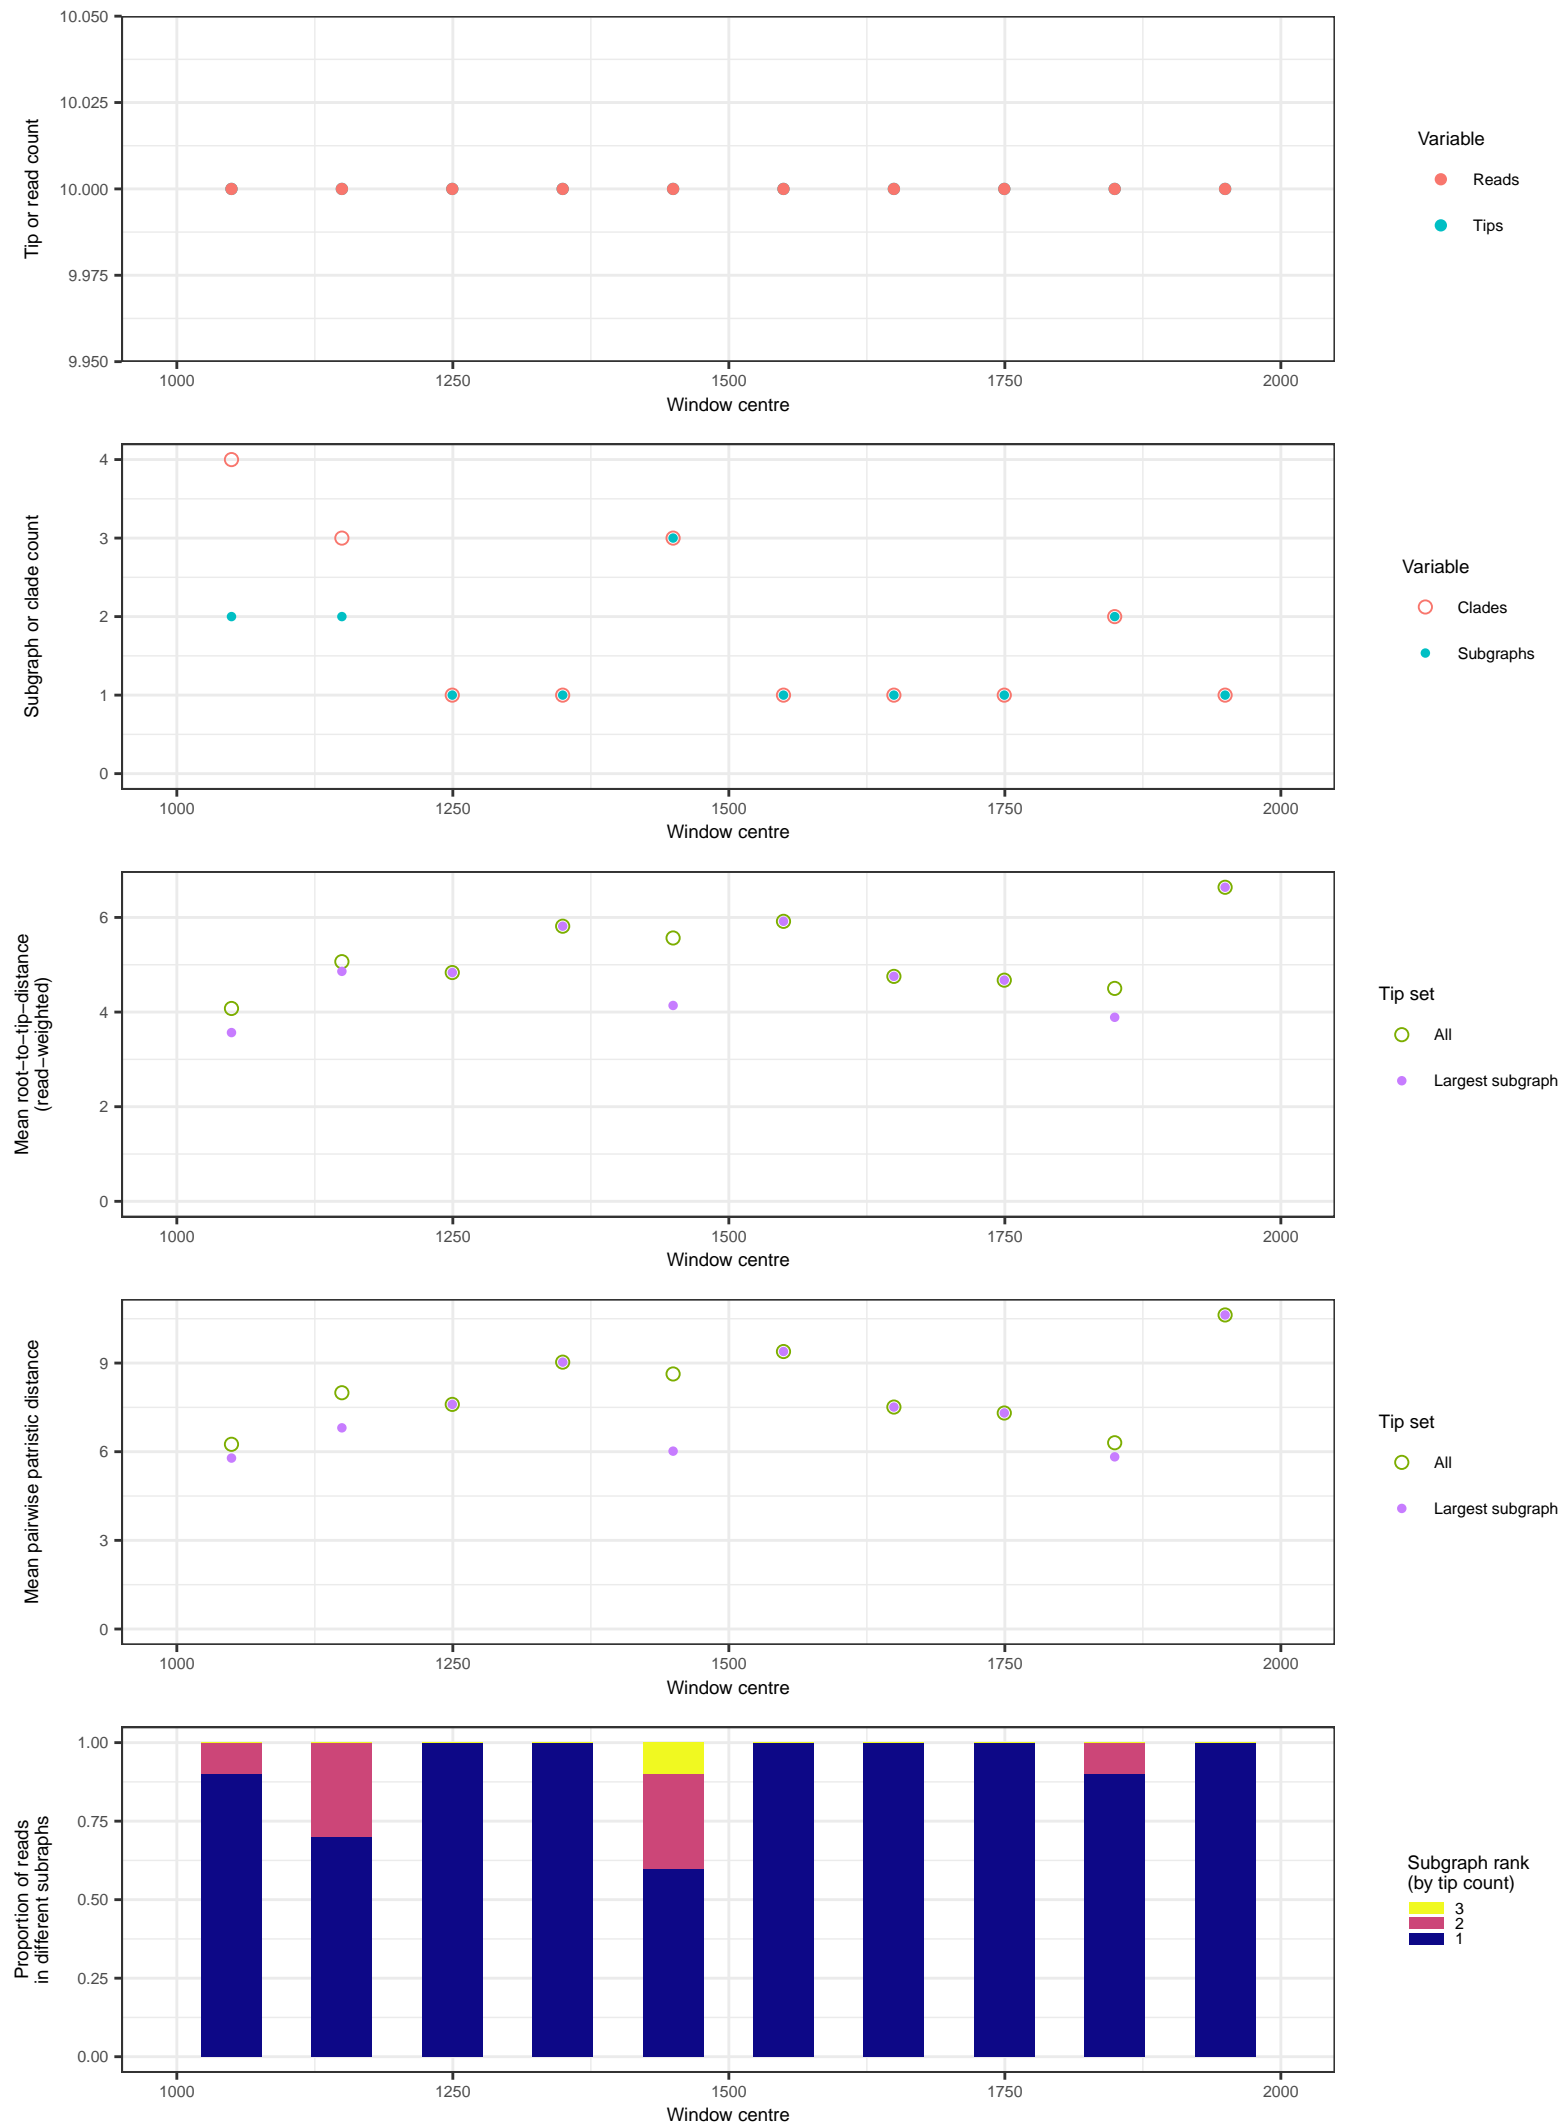 10.050
10.025
10.000
9.975
9.950
Tip or read count
1000 1250 1500 1750 2000
Window centre
Variable
Reads
Tips
4
3
2
1
0
Subgraph or clade count
1000 1250 1500 1750 2000
Window centre
Variable
Clades
Subgraphs
6
4
2
0
Mean root−to−tip−distance
(read−weighted)
1000 1250 1500 1750 2000
Window centre
Tip set
All
Largest subgraph
9
6
3
0
Mean pairwise patristic distance
1000 1250 1500 1750 2000
Window centre
Tip set
All
Largest subgraph
1.00
0.75
0.50
0.25
0.00
Proportion of reads
in different subraphs
1000 1250 1500 1750 2000
Window centre
Subgraph rank
(by tip count)
3
2
1